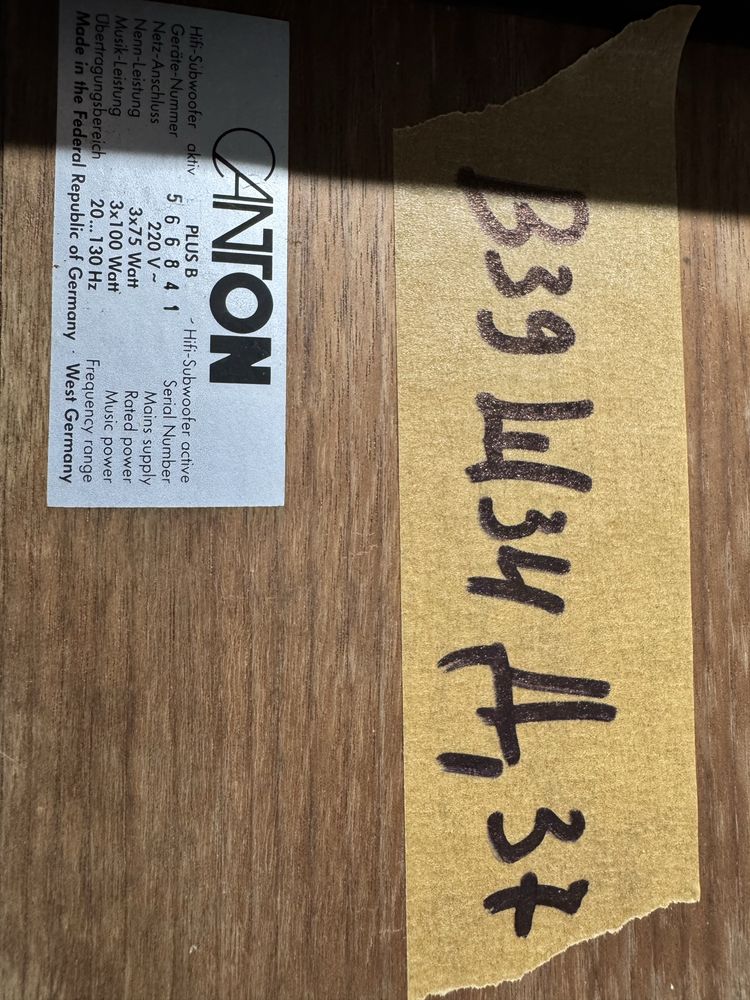 В39 Ш34 Д37
CANTON
Hifi-Subwoofer aktiv PLUS B Hifi-Subwoofer active
Geräte-Nummer 5 6 6 8 4 1 Serial Number
Netz-Anschluss 220 V~ Mains supply
Nenn-Leistung 3x75 Watt Rated power
Musik-Leistung 3x100 Watt Music power
Übertragungsbereich 20...130 Hz Frequency range
Made in the Federal Republic of Germany · West Germany